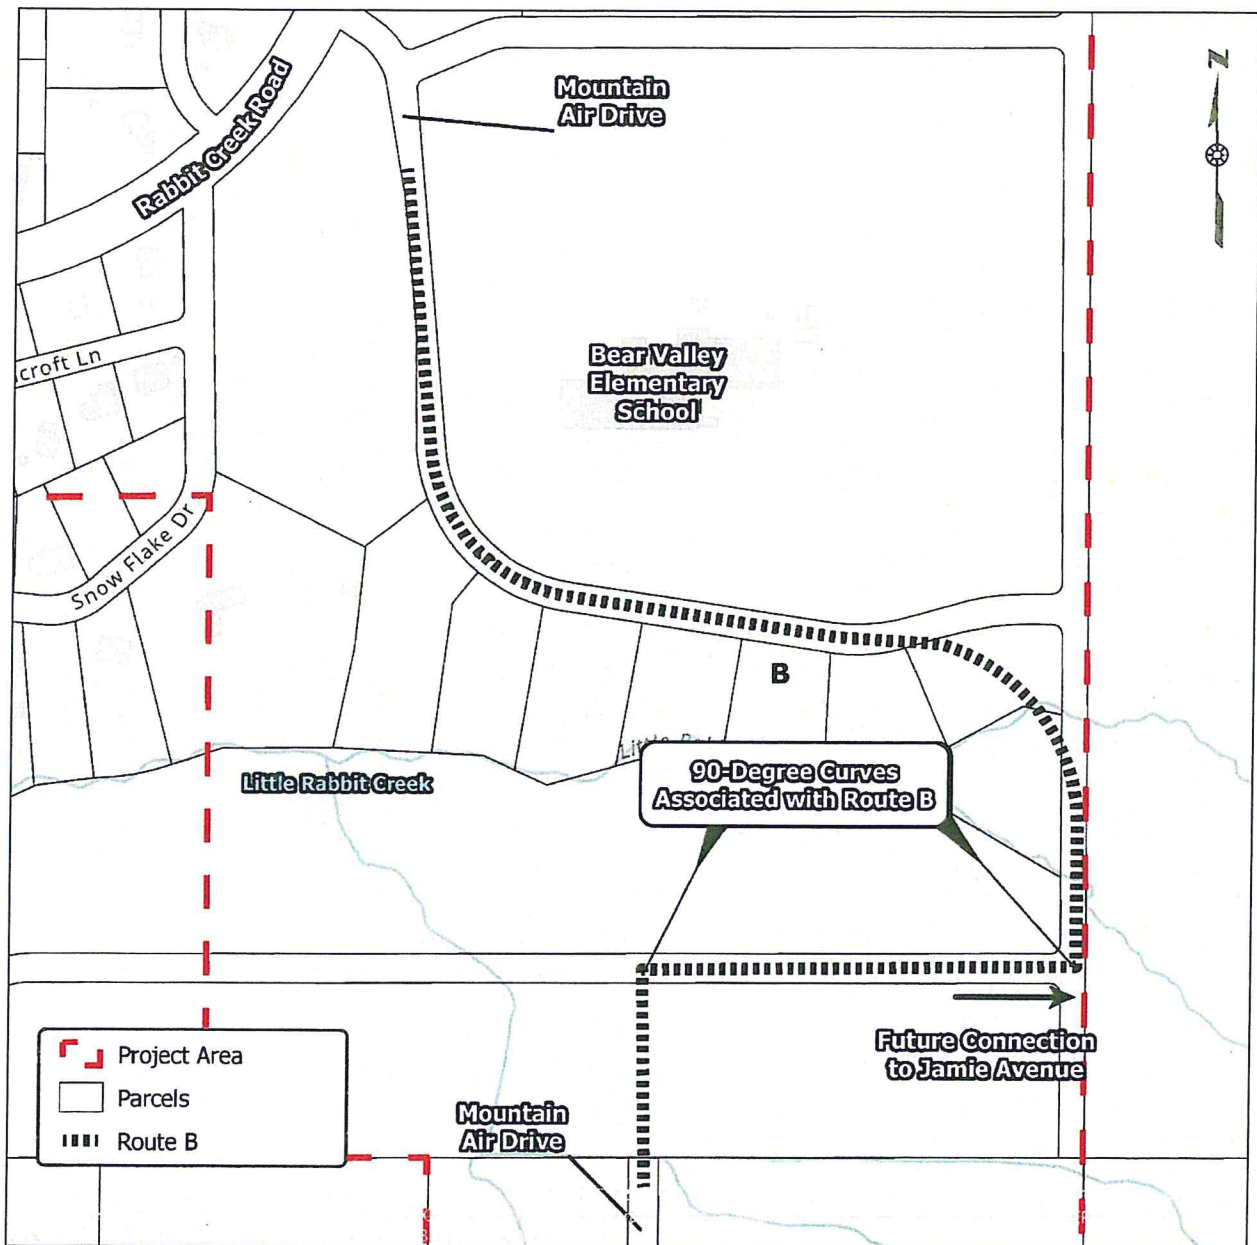 Mountain
Air Drive
Z
Rabbit Creek Road
Bear Valley
Elementary
School
croft Ln
Snow Flake Dr
B
Little
Little Rabbit Creek
90-Degree Curves
Associated with Route B
Future Connection
to Jamie Avenue
Project Area
Parcels
Route B
Mountain
Air Drive